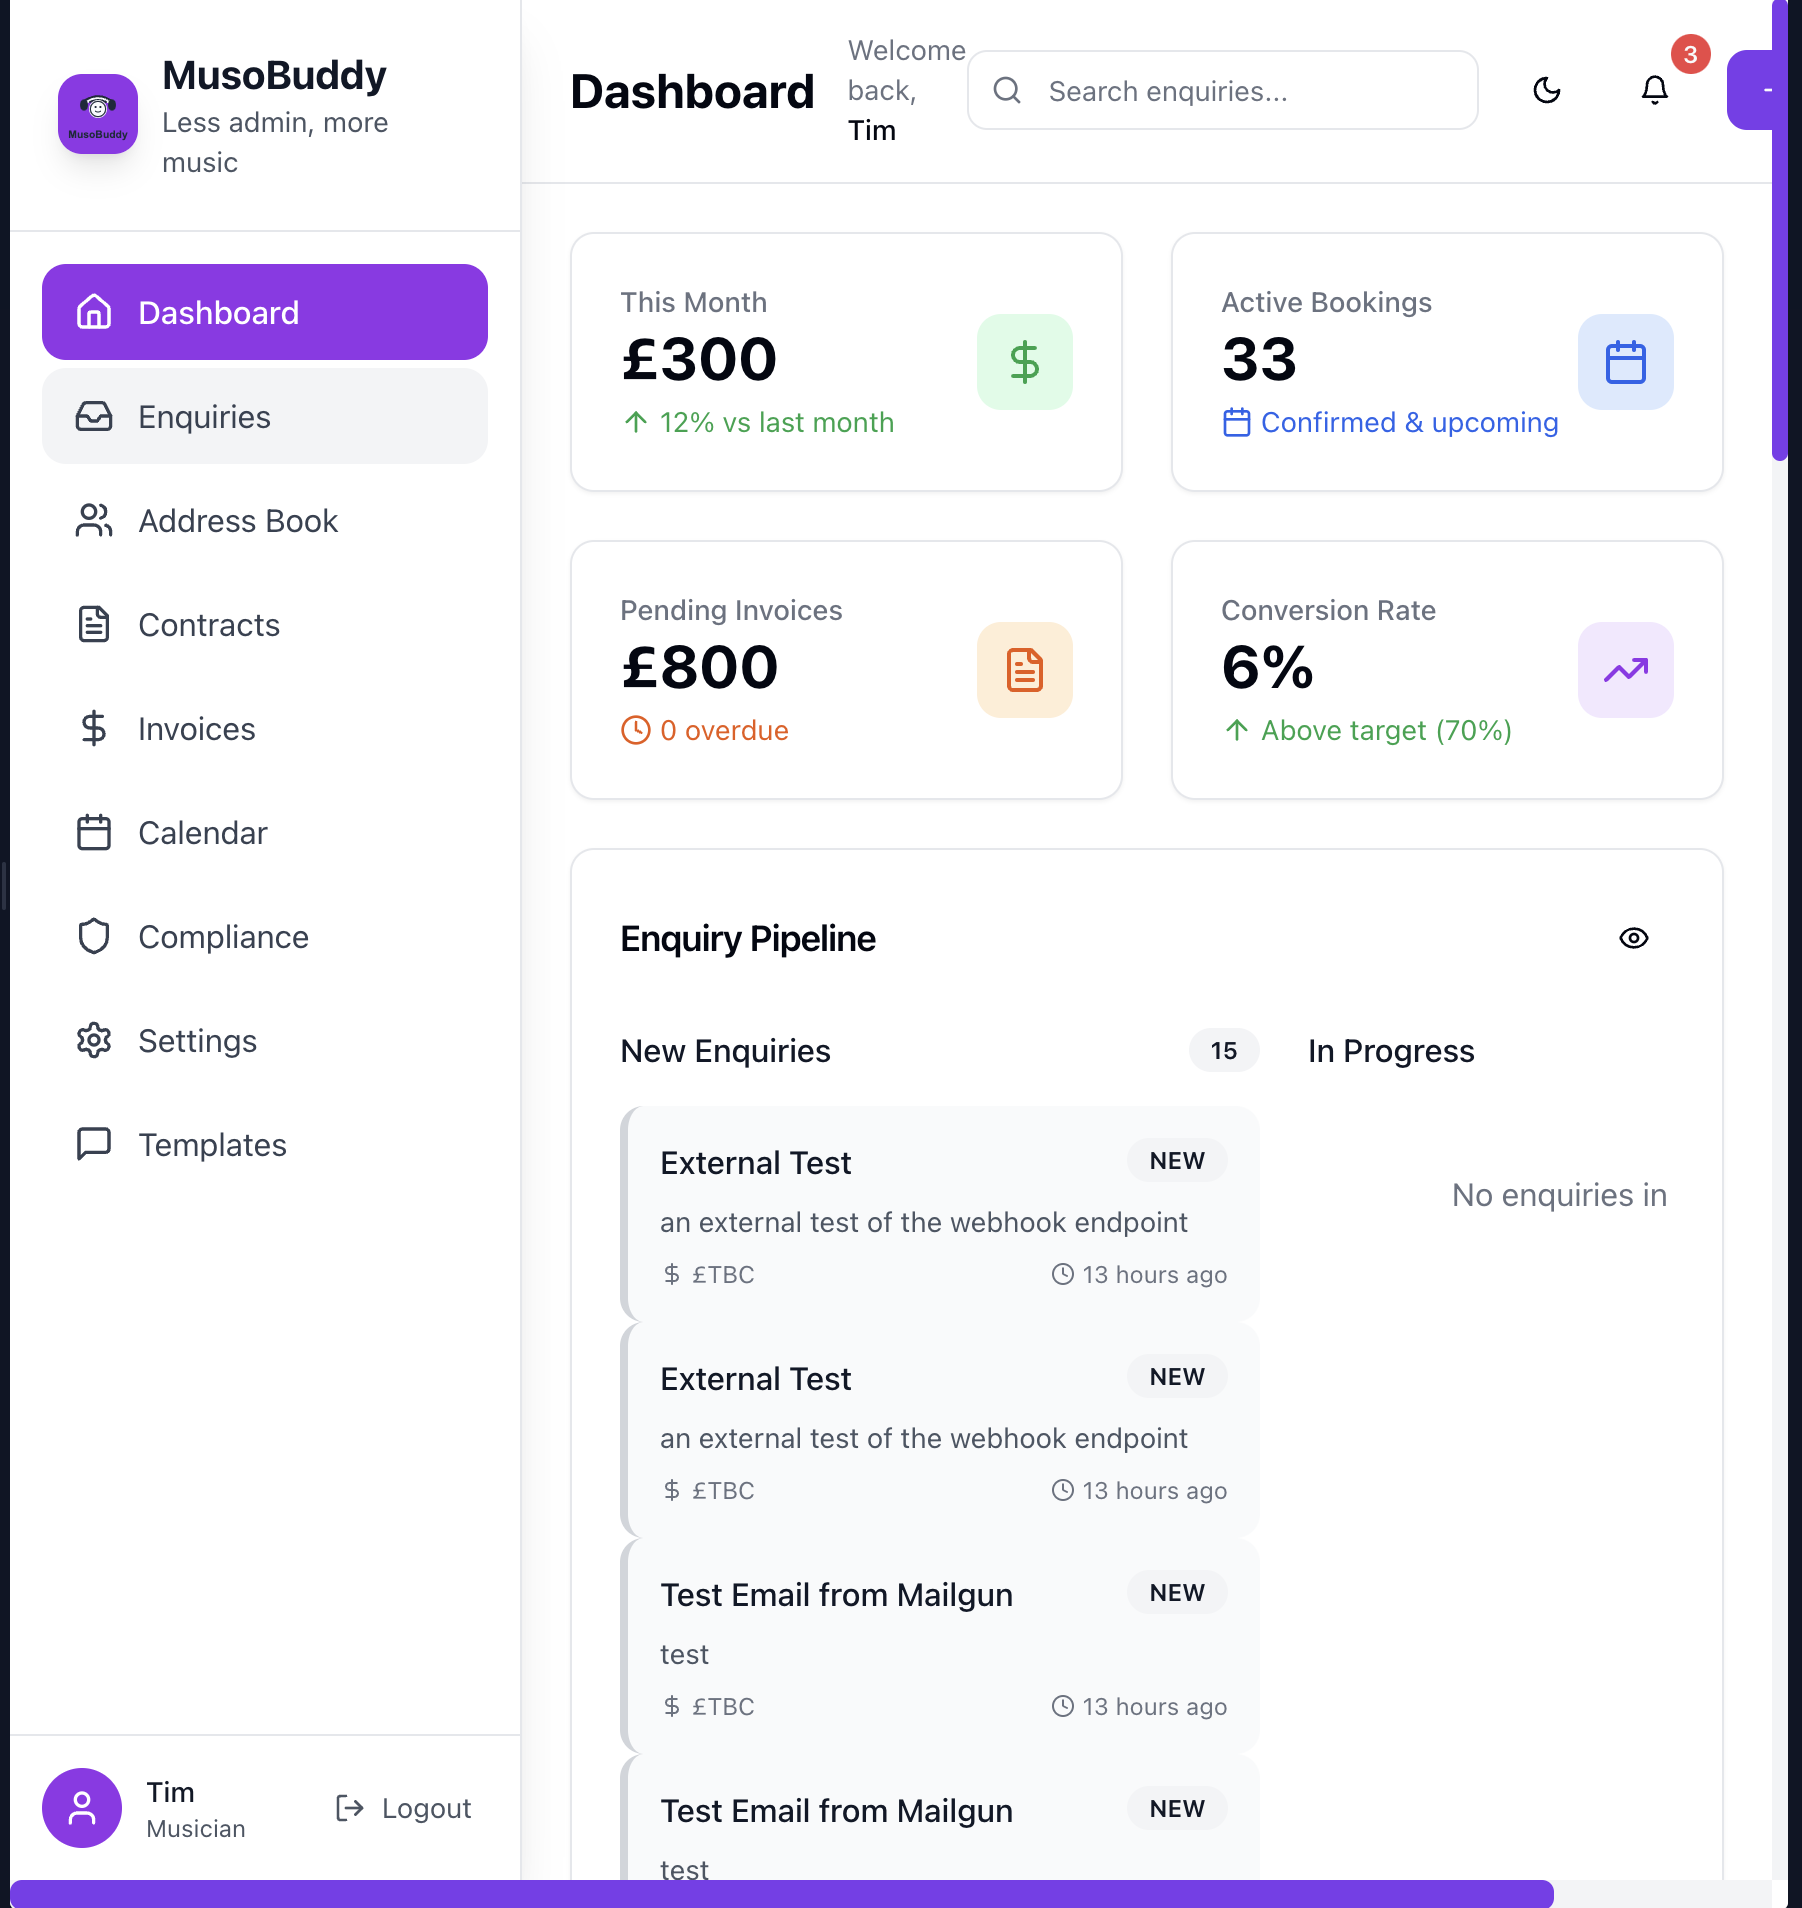 MusoBuddy
MusoBuddy
Less admin, more
music
Dashboard
Enquiries
Address Book
Contracts
Invoices
Calendar
Compliance
Settings
Templates
Tim
Musician
Logout
Dashboard
Welcome
back,
Tim
Search enquiries...
3
This Month
£300
12% vs last month
Active Bookings
33
Confirmed & upcoming
Pending Invoices
£800
0 overdue
Conversion Rate
6%
Above target (70%)
Enquiry Pipeline
New Enquiries 15
External Test NEW
an external test of the webhook endpoint
£TBC 13 hours ago
External Test NEW
an external test of the webhook endpoint
£TBC 13 hours ago
Test Email from Mailgun NEW
test
£TBC 13 hours ago
Test Email from Mailgun NEW
test
In Progress
No enquiries in